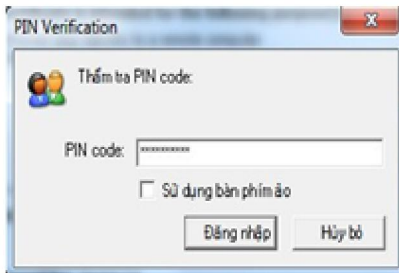 PIN Verification
Thẩm tra PIN code:
PIN code: **********
Sử dụng bàn phím ảo
Đăng nhập Hủy bỏ